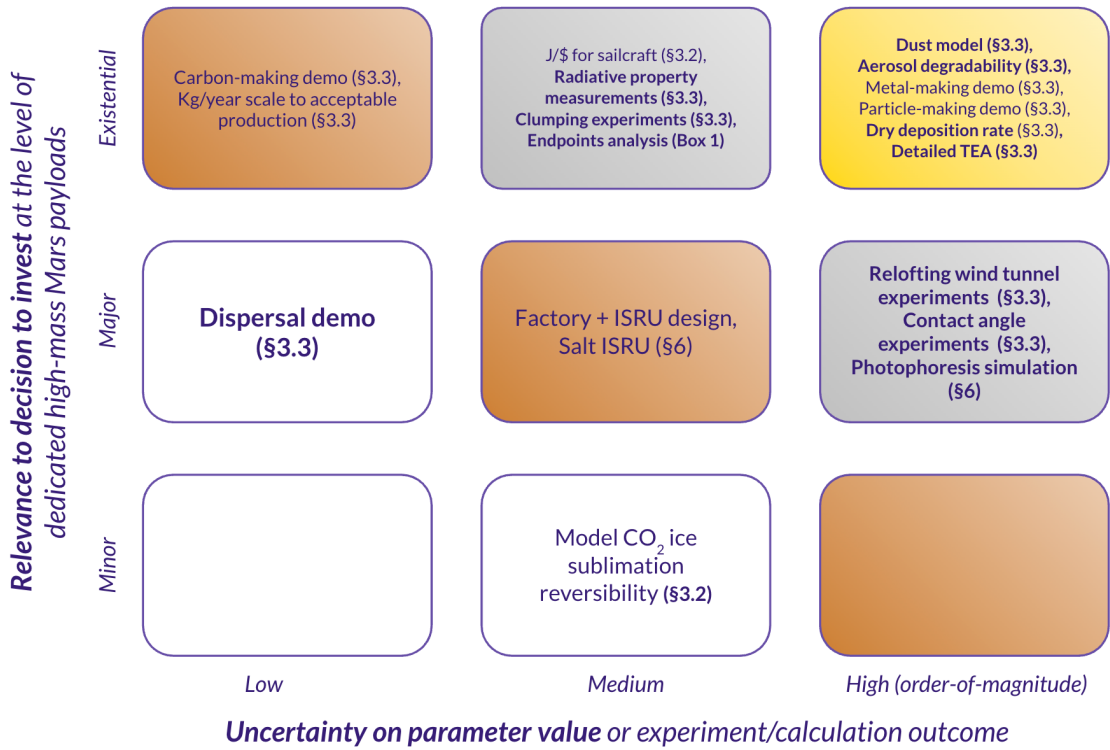 Relevance to decision to invest at the level of
dedicated high-mass Mars payloads
Existential
Carbon-making demo (§3.3),
Kg/year scale to acceptable
production (§3.3)
J/$ for sailcraft (§3.2),
Radiative property
measurements (§3.3),
Clumping experiments (§3.3),
Endpoints analysis (Box 1)
Dust model (§3.3),
Aerosol degradability (§3.3),
Metal-making demo (§3.3),
Particle-making demo (§3.3),
Dry deposition rate (§3.3),
Detailed TEA (§3.3)
Major
Dispersal demo
(§3.3)
Factory + ISRU design,
Salt ISRU (§6)
Relofting wind tunnel
experiments (§3.3),
Contact angle
experiments (§3.3),
Photophoresis simulation
(§6)
Minor
Model CO₂ ice
sublimation
reversibility (§3.2)
Low
Medium
High (order-of-magnitude)
Uncertainty on parameter value or experiment/calculation outcome